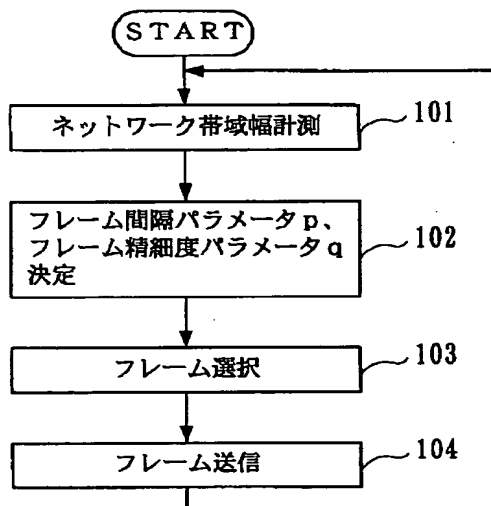 START
ネットワーク帯域幅計測
101
フレーム間隔パラメータp、
フレーム精細度パラメータq
決定
102
フレーム選択
103
フレーム送信
104